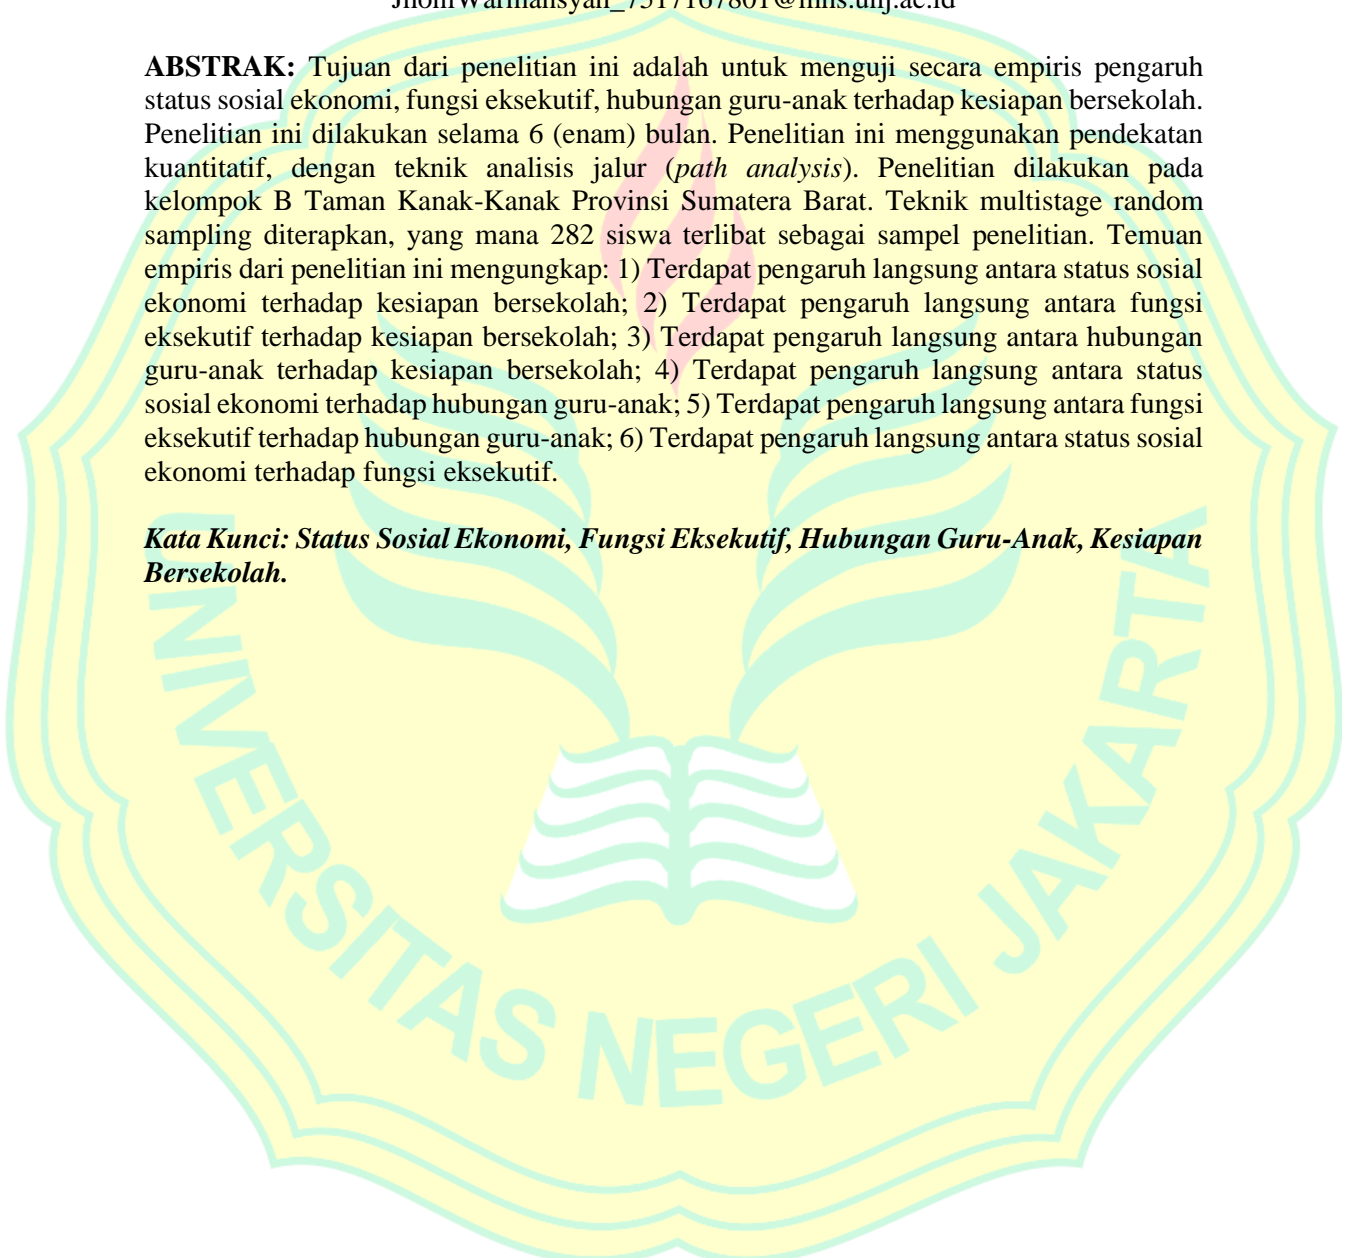 ABSTRAK: Tujuan dari penelitian ini adalah untuk menguji secara empiris pengaruh
status sosial ekonomi, fungsi eksekutif, hubungan guru-anak terhadap kesiapan bersekolah.
Penelitian ini dilakukan selama 6 (enam) bulan. Penelitian ini menggunakan pendekatan
kuantitatif, dengan teknik analisis jalur (path analysis). Penelitian dilakukan pada
kelompok B Taman Kanak-Kanak Provinsi Sumatera Barat. Teknik multistage random
sampling diterapkan, yang mana 282 siswa terlibat sebagai sampel penelitian. Temuan
empiris dari penelitian ini mengungkap: 1) Terdapat pengaruh langsung antara status sosial
ekonomi terhadap kesiapan bersekolah; 2) Terdapat pengaruh langsung antara fungsi
eksekutif terhadap kesiapan bersekolah; 3) Terdapat pengaruh langsung antara hubungan
guru-anak terhadap kesiapan bersekolah; 4) Terdapat pengaruh langsung antara status
sosial ekonomi terhadap hubungan guru-anak; 5) Terdapat pengaruh langsung antara fungsi
eksekutif terhadap hubungan guru-anak; 6) Terdapat pengaruh langsung antara status sosial
ekonomi terhadap fungsi eksekutif.
Kata Kunci: Status Sosial Ekonomi, Fungsi Eksekutif, Hubungan Guru-Anak, Kesiapan
Bersekolah.
UNIVERSITAS NEGERI JAKARTA